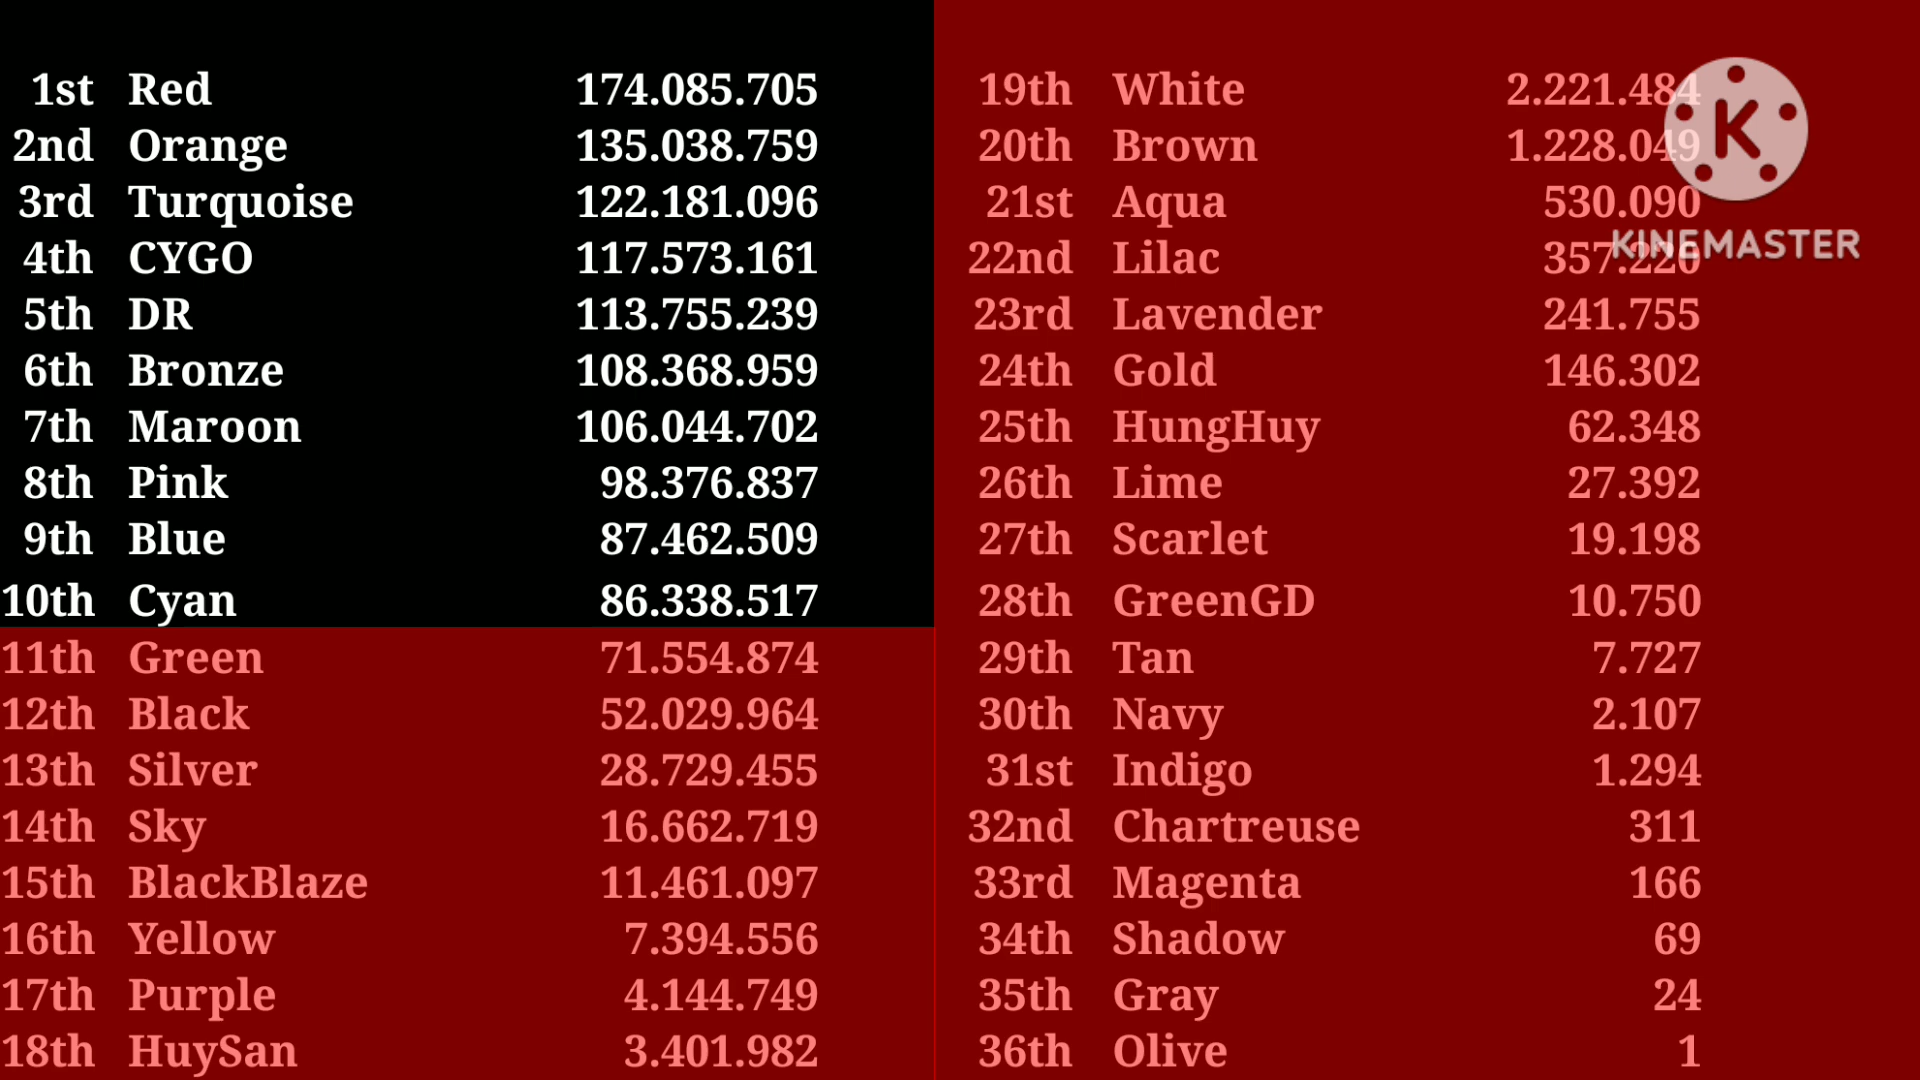 1st Red 174.085.705
2nd Orange 135.038.759
3rd Turquoise 122.181.096
4th CYGO 117.573.161
5th DR 113.755.239
6th Bronze 108.368.959
7th Maroon 106.044.702
8th Pink 98.376.837
9th Blue 87.462.509
10th Cyan 86.338.517
11th Green 71.554.874
12th Black 52.029.964
13th Silver 28.729.455
14th Sky 16.662.719
15th BlackBlaze 11.461.097
16th Yellow 7.394.556
17th Purple 4.144.749
18th HuySan 3.401.982
19th White 2.221.484
20th Brown 1.228.049
21st Aqua 530.090
22nd Lilac 357.220
23rd Lavender 241.755
24th Gold 146.302
25th HungHuy 62.348
26th Lime 27.392
27th Scarlet 19.198
28th GreenGD 10.750
29th Tan 7.727
30th Navy 2.107
31st Indigo 1.294
32nd Chartreuse 311
33rd Magenta 166
34th Shadow 69
35th Gray 24
36th Olive 1
K
KINEMASTER